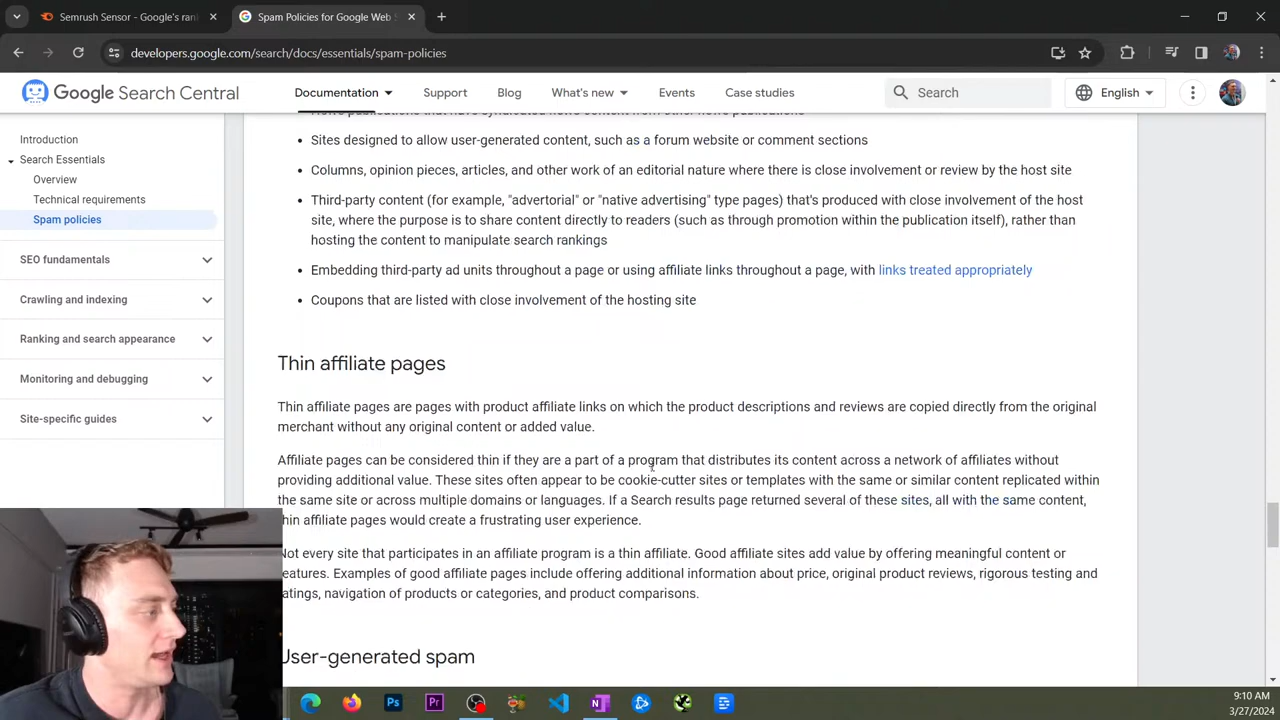 Semrush Sensor - Google's ran
Spam Policies for Google Web S
developers.google.com/search/docs/essentials/spam-policies
Google Search Central
Documentation
Support
Blog
What's new
Events
Case studies
Search
English
Introduction
Search Essentials
Overview
Technical requirements
Spam policies
SEO fundamentals
Crawling and indexing
Ranking and search appearance
Monitoring and debugging
Site-specific guides
News publications that have syndicated news content from other news publications
Sites designed to allow user-generated content, such as a forum website or comment sections
Columns, opinion pieces, articles, and other work of an editorial nature where there is close involvement or review by the host site
Third-party content (for example, "advertorial" or "native advertising" type pages) that's produced with close involvement of the host
site, where the purpose is to share content directly to readers (such as through promotion within the publication itself), rather than
hosting the content to manipulate search rankings
Embedding third-party ad units throughout a page or using affiliate links throughout a page, with links treated appropriately
Coupons that are listed with close involvement of the hosting site
Thin affiliate pages
Thin affiliate pages are pages with product affiliate links on which the product descriptions and reviews are copied directly from the original
merchant without any original content or added value.
Affiliate pages can be considered thin if they are a part of a program that distributes its content across a network of affiliates without
providing additional value. These sites often appear to be cookie-cutter sites or templates with the same or similar content replicated within
the same site or across multiple domains or languages. If a Search results page returned several of these sites, all with the same content,
thin affiliate pages would create a frustrating user experience.
Not every site that participates in an affiliate program is a thin affiliate. Good affiliate sites add value by offering meaningful content or
features. Examples of good affiliate pages include offering additional information about price, original product reviews, rigorous testing and
ratings, navigation of products or categories, and product comparisons.
User-generated spam
Ps
Pr
N
9:10 AM
3/27/2024